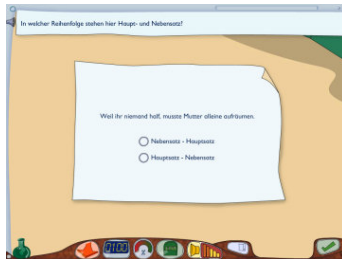 In welcher Reihenfolge stehen hier Haupt- und Nebensatz?
Weil ihr niemand half, musste Mutter alleine aufräumen.
Nebensatz - Hauptsatz
Hauptsatz - Nebensatz